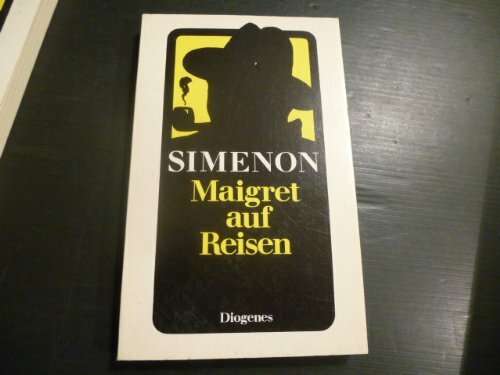 SIMENON
Maigret
auf
Reisen
Diogenes